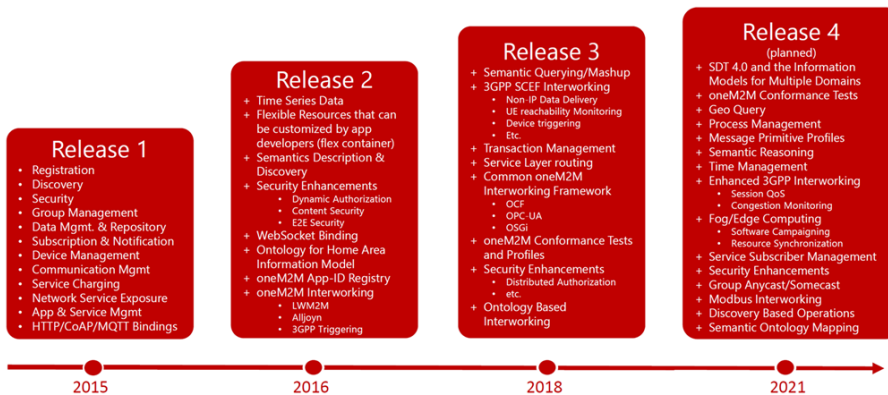 Release 1
• Registration
• Discovery
• Security
• Group Management
• Data Mgmt. & Repository
• Subscription & Notification
• Device Management
• Communication Mgmt
• Service Charging
• Network Service Exposure
• App & Service Mgmt
• HTTP/CoAP/MQTT Bindings
2015
Release 2
+ Time Series Data
+ Flexible Resources that can
be customized by app
developers (flex container)
+ Semantics Description &
Discovery
+ Security Enhancements
• Dynamic Authorization
• Content Security
• E2E Security
+ WebSocket Binding
+ Ontology for Home Area
Information Model
+ oneM2M App-ID Registry
+ oneM2M Interworking
• LWM2M
• Alljoyn
• 3GPP Triggering
2016
Release 3
+ Semantic Querying/Mashup
+ 3GPP SCEF Interworking
• Non-IP Data Delivery
• UE reachability Monitoring
• Device triggering
• Etc.
+ Transaction Management
+ Service Layer routing
+ Common oneM2M
Interworking Framework
• OCF
• OPC-UA
• OSGi
+ oneM2M Conformance Tests
and Profiles
+ Security Enhancements
• Distributed Authorization
• etc.
+ Ontology Based
Interworking
2018
Release 4
(planned)
+ SDT 4.0 and the Information
Models for Multiple Domains
+ oneM2M Conformance Tests
+ Geo Query
+ Process Management
+ Message Primitive Profiles
+ Semantic Reasoning
+ Time Management
+ Enhanced 3GPP Interworking
• Session QoS
• Congestion Monitoring
+ Fog/Edge Computing
• Software Campaigning
• Resource Synchronization
+ Service Subscriber Management
+ Security Enhancements
+ Group Anycast/Somecast
+ Modbus Interworking
+ Discovery Based Operations
+ Semantic Ontology Mapping
2021